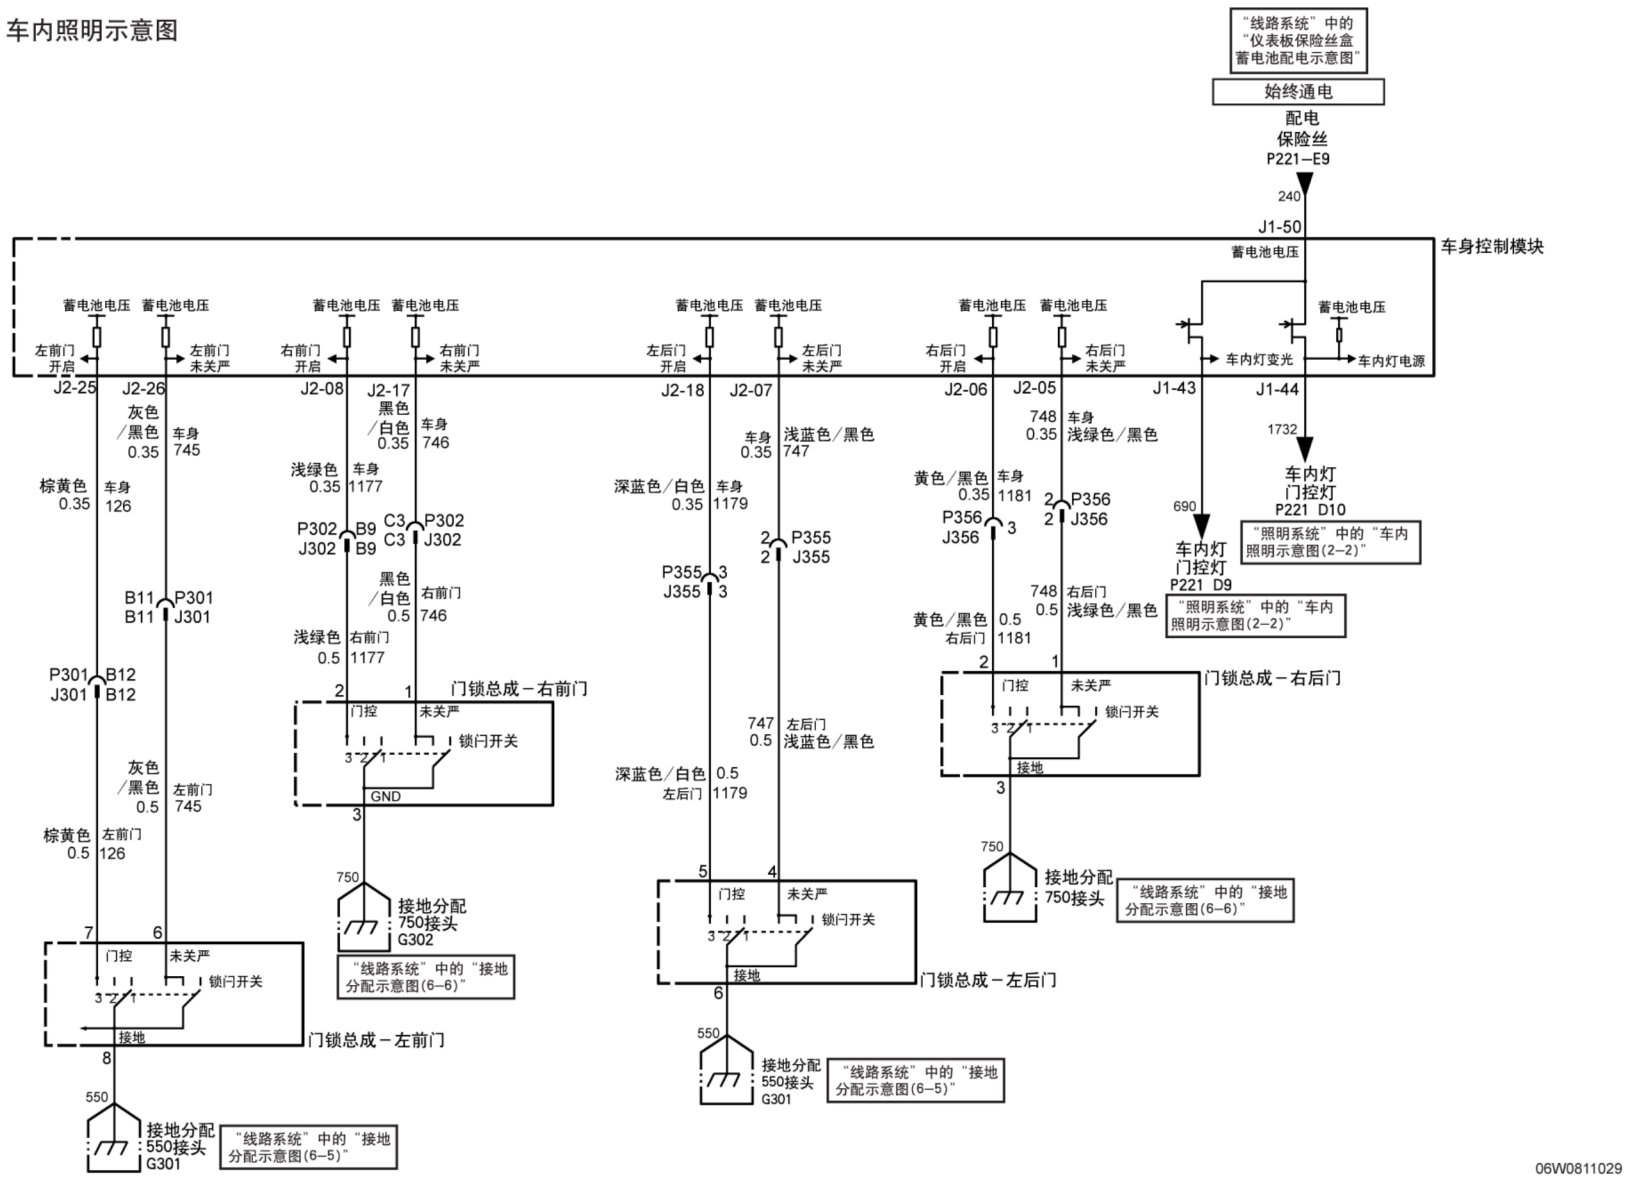 车内照明示意图
“线路系统”中的
“仪表板保险丝盒
蓄电池配电示意图”
始终通电
配电
保险丝
P221—E9
240
J1-50
车身控制模块
蓄电池电压
蓄电池电压 蓄电池电压 蓄电池电压 蓄电池电压 蓄电池电压 蓄电池电压 蓄电池电压 蓄电池电压 蓄电池电压
左前门
开启
左前门
未关严
右前门
开启
右前门
未关严
左后门
开启
左后门
未关严
右后门
开启
右后门
未关严
车内灯变光
车内灯电源
J2-25 J2-26 J2-08 J2-17 J2-18 J2-07 J2-06 J2-05 J1-43 J1-44
灰色
/黑色 车身
0.35 745
棕黄色 车身
0.35 126
B11 P301
B11 J301
P301 B12
J301 B12
灰色
/黑色 左前门
0.5 745
棕黄色 左前门
0.5 126
7 6
门控 未关严
锁闩开关
3 2 1
接地
门锁总成－左前门
8
550
接地分配
550接头
G301
“线路系统”中的“接地
分配示意图(6—5)”
黑色
/白色 车身
0.35 746
浅绿色 车身
0.35 1177
P302 B9
J302 B9
C3 P302
C3 J302
黑色
/白色 右前门
0.5 746
浅绿色 右前门
0.5 1177
2 1
门锁总成－右前门
门控 未关严
锁闩开关
3 2 1
GND
3
750
接地分配
750接头
G302
“线路系统”中的“接地
分配示意图(6—6)”
车身 浅蓝色/黑色
0.35 747
深蓝色/白色 车身
0.35 1179
2 P355
2 J355
P355 3
J355 3
747 左后门
0.5 浅蓝色/黑色
深蓝色/白色 0.5
左后门 1179
5 4
门控 未关严
锁闩开关
3 2 1
接地
门锁总成－左后门
6
550
接地分配
550接头
G301
“线路系统”中的“接地
分配示意图(6—5)”
748 车身
0.35 浅绿色/黑色
黄色/黑色 车身
0.35 1181
2 P356
2 J356
P356 3
J356
748 右后门
0.5 浅绿色/黑色
黄色/黑色 0.5
右后门 1181
2 1
门锁总成－右后门
门控 未关严
锁闩开关
3 2 1
接地
3
750
接地分配
750接头
“线路系统”中的“接地
分配示意图(6—6)”
1732
车内灯
门控灯
P221 D10
“照明系统”中的“车内
照明示意图(2—2)”
690
车内灯
门控灯
P221 D9
“照明系统”中的“车内
照明示意图(2—2)”
06W0811029